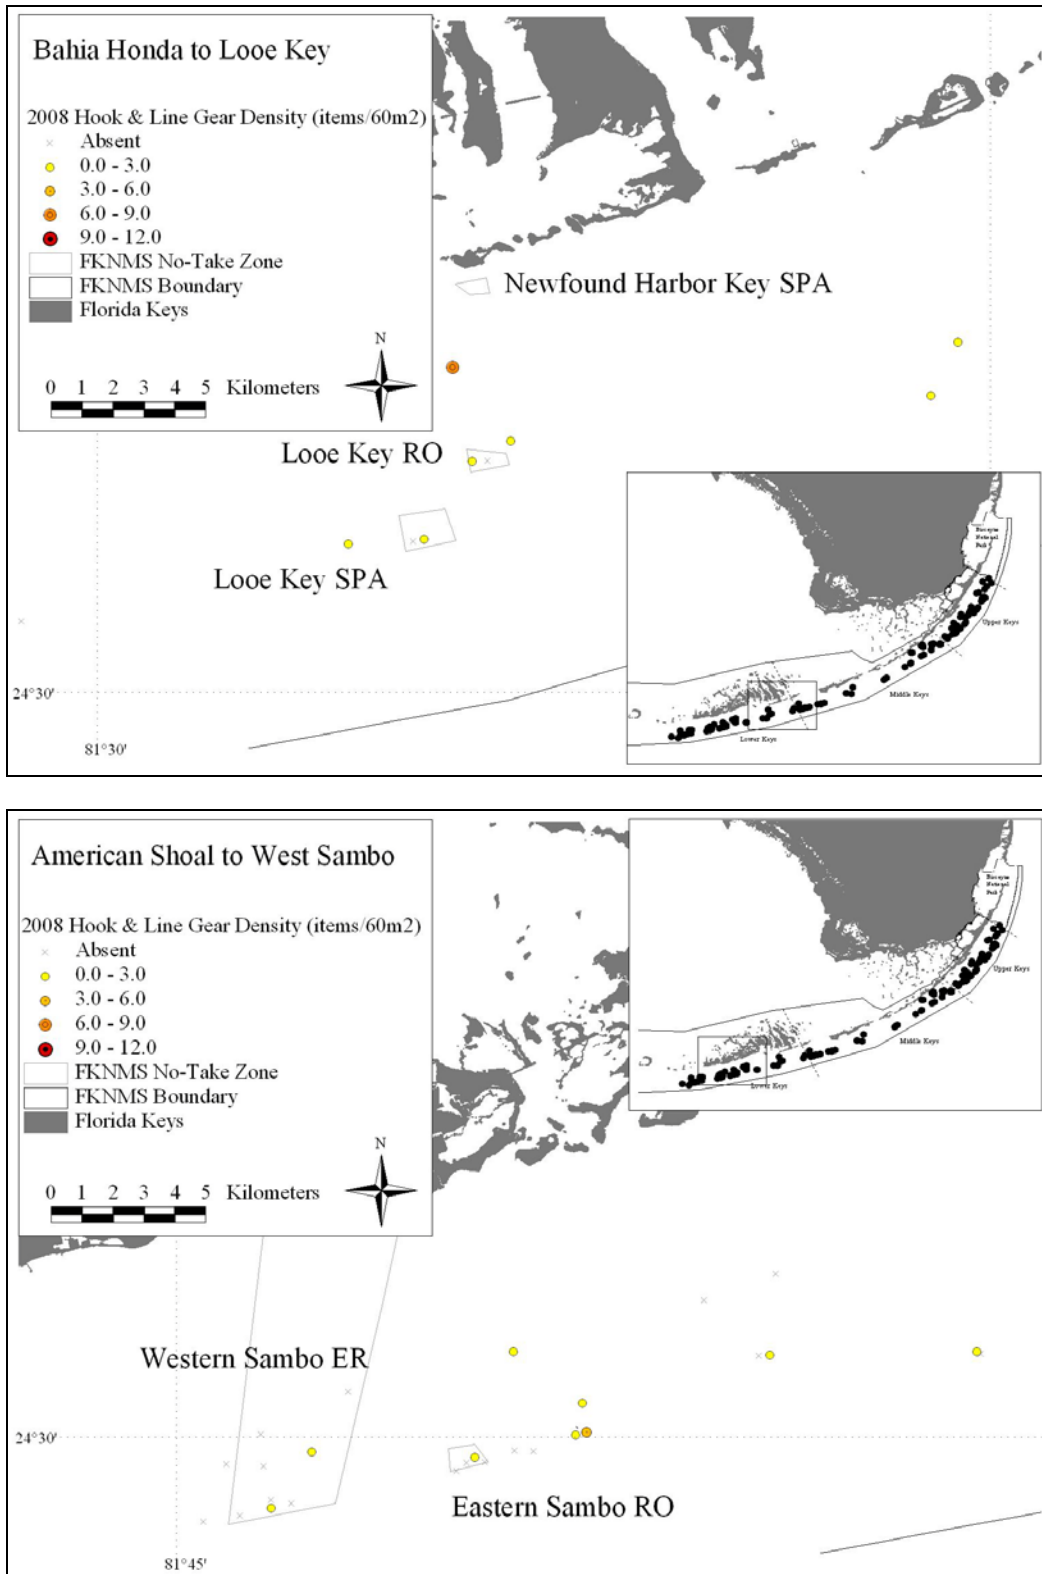 Bahia Honda to Looe Key
2008 Hook & Line Gear Density (items/60m2)
Absent
0.0 - 3.0
3.0 - 6.0
6.0 - 9.0
9.0 - 12.0
FKNMS No-Take Zone
FKNMS Boundary
Florida Keys
N
0 1 2 3 4 5 Kilometers
Newfound Harbor Key SPA
Looe Key RO
Looe Key SPA
24°30'
81°30'
Biscayne
National
Park
Upper Keys
Middle Keys
Lower Keys
American Shoal to West Sambo
2008 Hook & Line Gear Density (items/60m2)
Absent
0.0 - 3.0
3.0 - 6.0
6.0 - 9.0
9.0 - 12.0
FKNMS No-Take Zone
FKNMS Boundary
Florida Keys
N
0 1 2 3 4 5 Kilometers
Biscayne
National
Park
Upper Keys
Middle Keys
Lower Keys
Western Sambo ER
24°30'
Eastern Sambo RO
81°45'